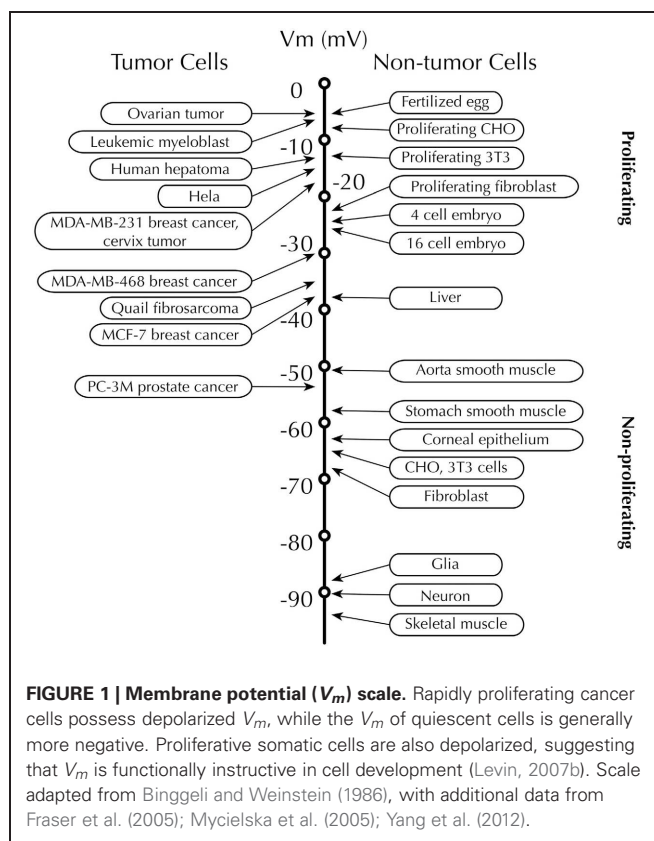 Vm (mV)
Tumor Cells
Non-tumor Cells
0
-10
-20
-30
-40
-50
-60
-70
-80
-90
Ovarian tumor
Leukemic myeloblast
Human hepatoma
Hela
MDA-MB-231 breast cancer,
cervix tumor
MDA-MB-468 breast cancer
Quail fibrosarcoma
MCF-7 breast cancer
PC-3M prostate cancer
Fertilized egg
Proliferating CHO
Proliferating 3T3
Proliferating fibroblast
4 cell embryo
16 cell embryo
Liver
Aorta smooth muscle
Stomach smooth muscle
Corneal epithelium
CHO, 3T3 cells
Fibroblast
Glia
Neuron
Skeletal muscle
Proliferating
Non-proliferating
FIGURE 1 | Membrane potential (Vm) scale. Rapidly proliferating cancer
cells possess depolarized Vm, while the Vm of quiescent cells is generally
more negative. Proliferative somatic cells are also depolarized, suggesting
that Vm is functionally instructive in cell development (Levin, 2007b). Scale
adapted from Binggeli and Weinstein (1986), with additional data from
Fraser et al. (2005); Mycielska et al. (2005); Yang et al. (2012).